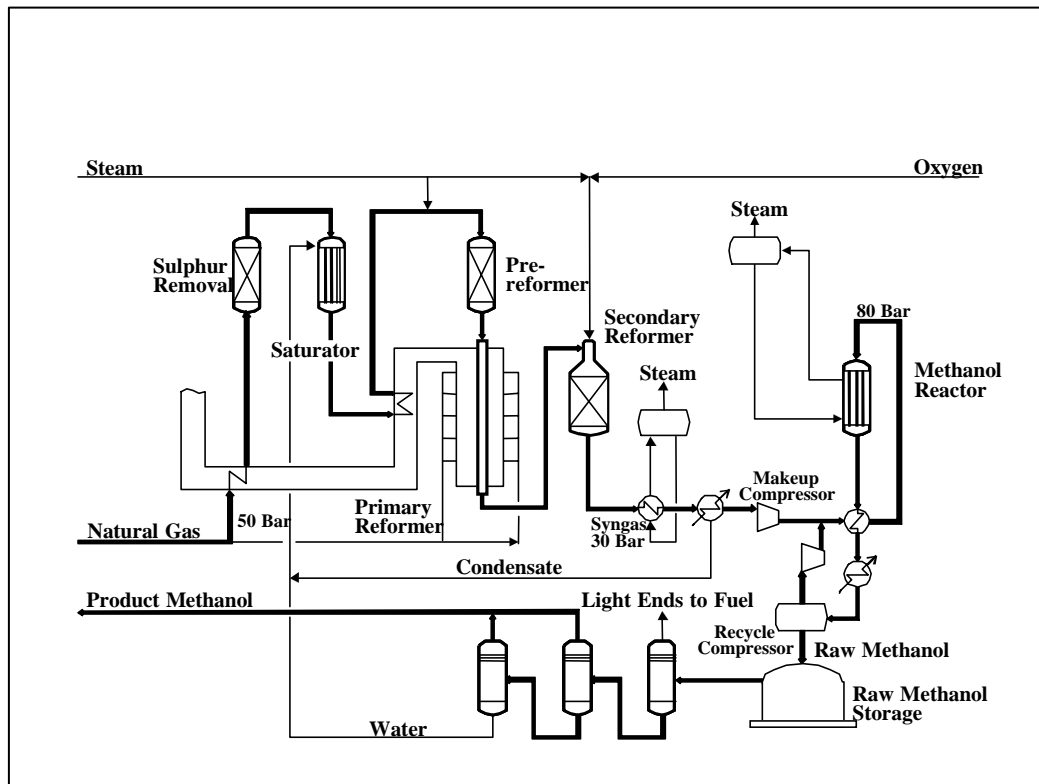 Steam
Oxygen
Steam
Sulphur
Removal
Pre-
reformer
80 Bar
Secondary
Reformer
Saturator
Steam
Methanol
Reactor
Makeup
Compressor
Primary
Reformer
50 Bar
Syngas
30 Bar
Natural Gas
Condensate
Product Methanol
Light Ends to Fuel
Recycle
Compressor
Raw Methanol
Raw Methanol
Storage
Water